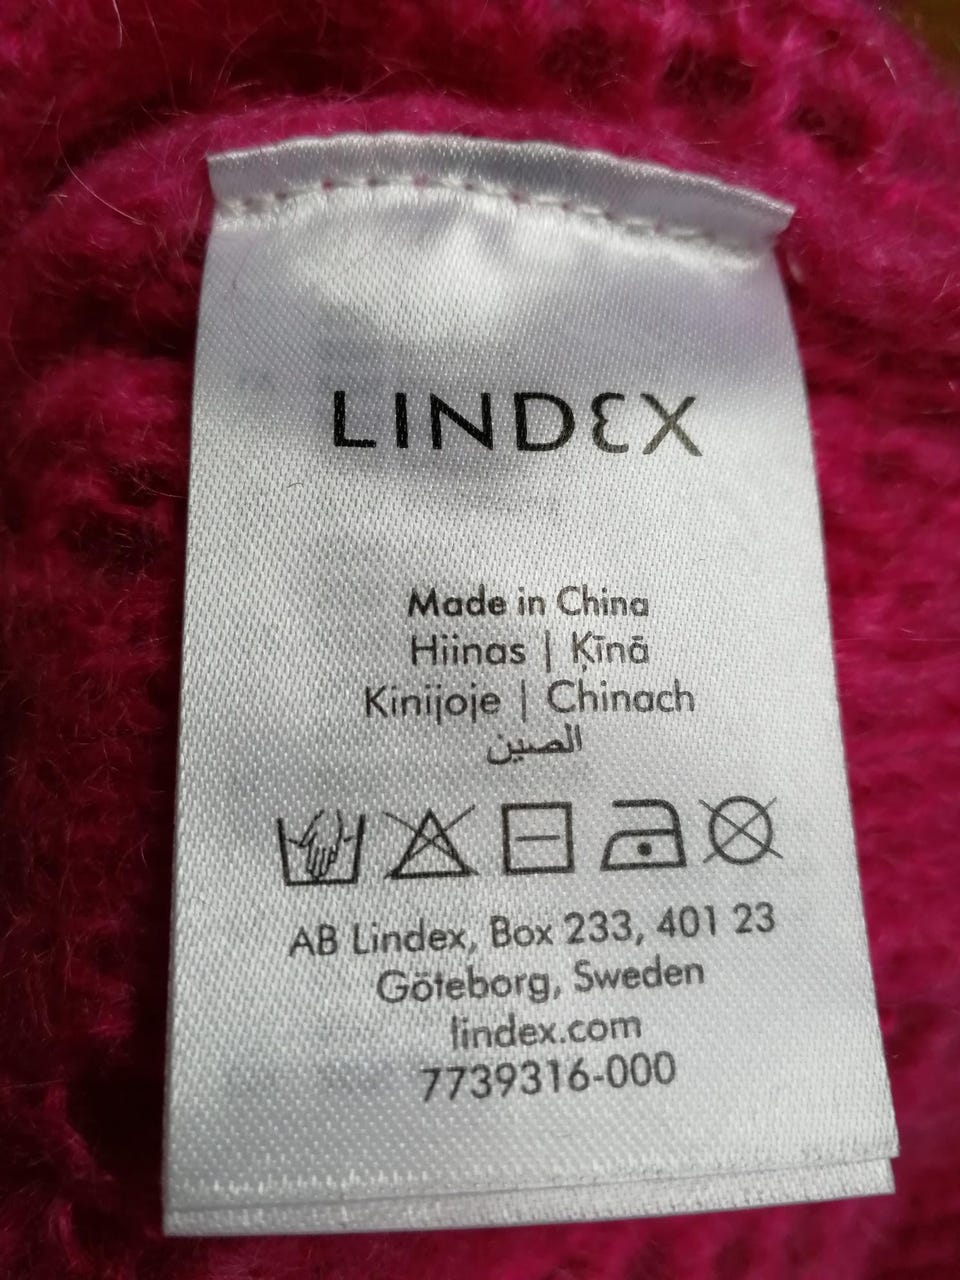 LINDEX
Made in China
Hiinas | Ķīnā
Kinijoje | Chinach
الصين
AB Lindex, Box 233, 401 23
Göteborg, Sweden
lindex.com
7739316-000